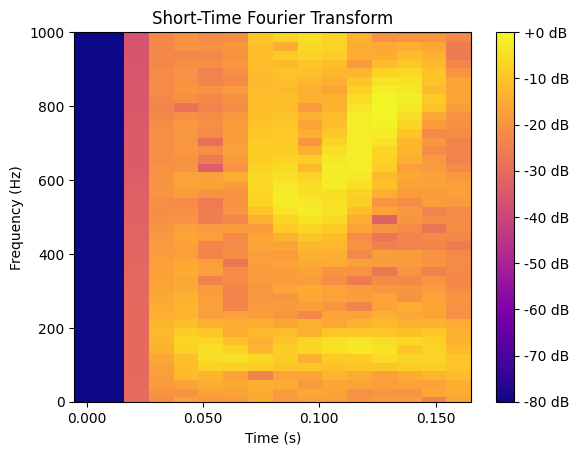 Short-Time Fourier Transform
1000
800
600
400
200
0
Frequency (Hz)
0.000
0.050
0.100
0.150
Time (s)
+0 dB
-10 dB
-20 dB
-30 dB
-40 dB
-50 dB
-60 dB
-70 dB
-80 dB